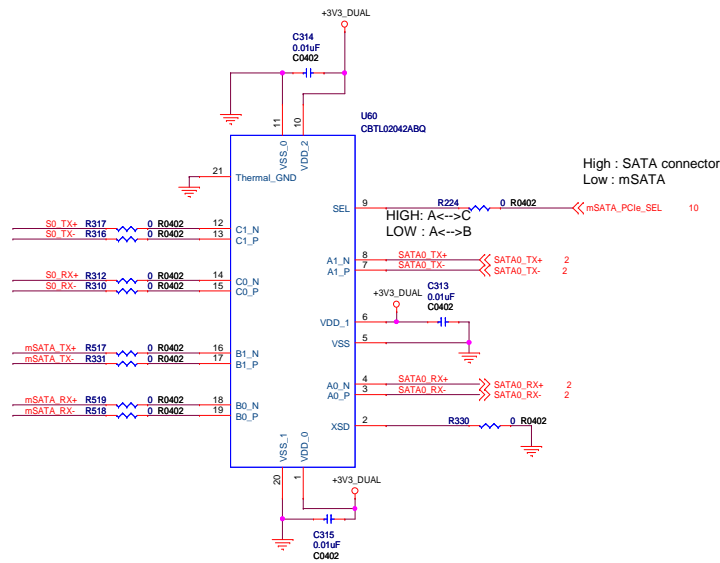 +3V3_DUAL
C314
0.01uF
C0402
U60
CBTL02042ABQ
11
10
VSS_0
VDD_2
21
Thermal_GND
High : SATA connector
Low : mSATA
SEL
9
R224
0
R0402
mSATA_PCIe_SEL
10
HIGH: A<-->C
LOW : A<-->B
S0_TX+
R317
0
R0402
12
C1_N
S0_TX-
R316
0
R0402
13
C1_P
A1_N
8
SATA0_TX+
SATA0_TX+
2
A1_P
7
SATA0_TX-
SATA0_TX-
2
S0_RX+
R312
0
R0402
14
C0_N
S0_RX-
R310
0
R0402
15
C0_P
+3V3_DUAL
C313
0.01uF
C0402
VDD_1
6
VSS
5
mSATA_TX+
R517
0
R0402
16
B1_N
mSATA_TX-
R331
0
R0402
17
B1_P
A0_N
4
SATA0_RX+
SATA0_RX+
2
A0_P
3
SATA0_RX-
SATA0_RX-
2
mSATA_RX+
R519
0
R0402
18
B0_N
mSATA_RX-
R518
0
R0402
19
B0_P
XSD
2
R330
0
R0402
VSS_1
VDD_0
20
1
+3V3_DUAL
C315
0.01uF
C0402